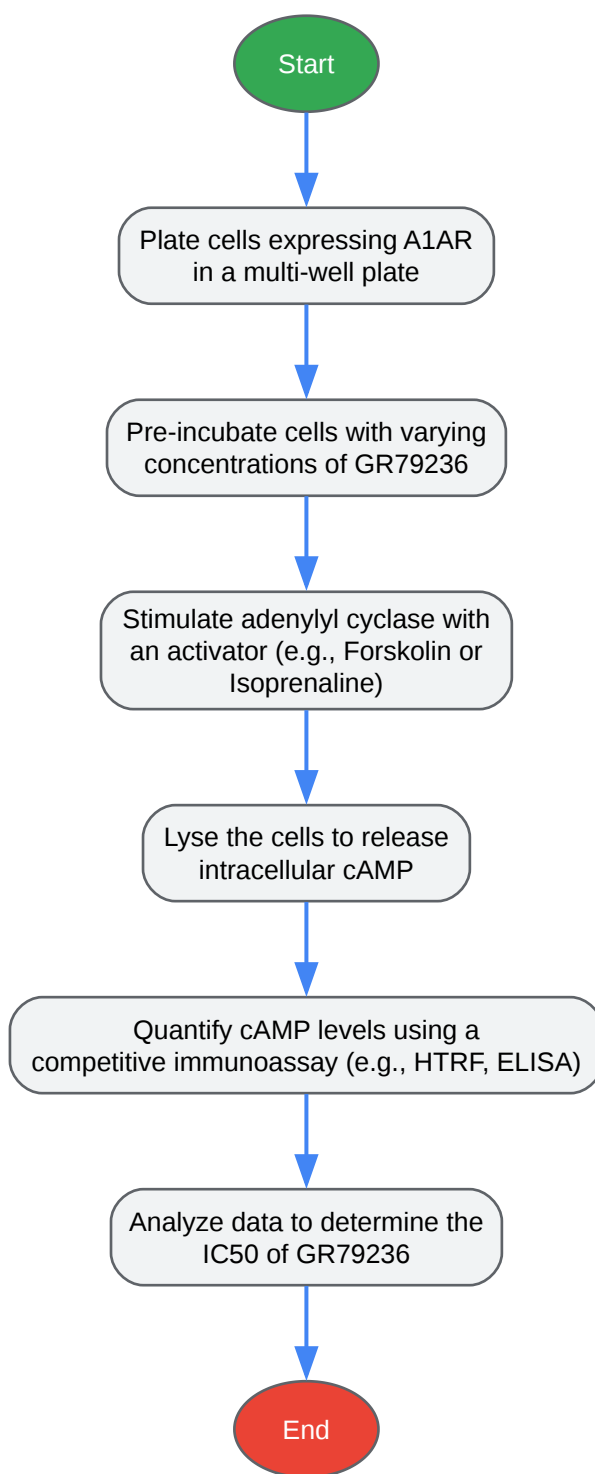 Start
Plate cells expressing A1AR
in a multi-well plate
Pre-incubate cells with varying
concentrations of GR79236
Stimulate adenylyl cyclase with
an activator (e.g., Forskolin or
Isoprenaline)
Lyse the cells to release
intracellular cAMP
Quantify cAMP levels using a
competitive immunoassay (e.g., HTRF, ELISA)
Analyze data to determine the
IC50 of GR79236
End